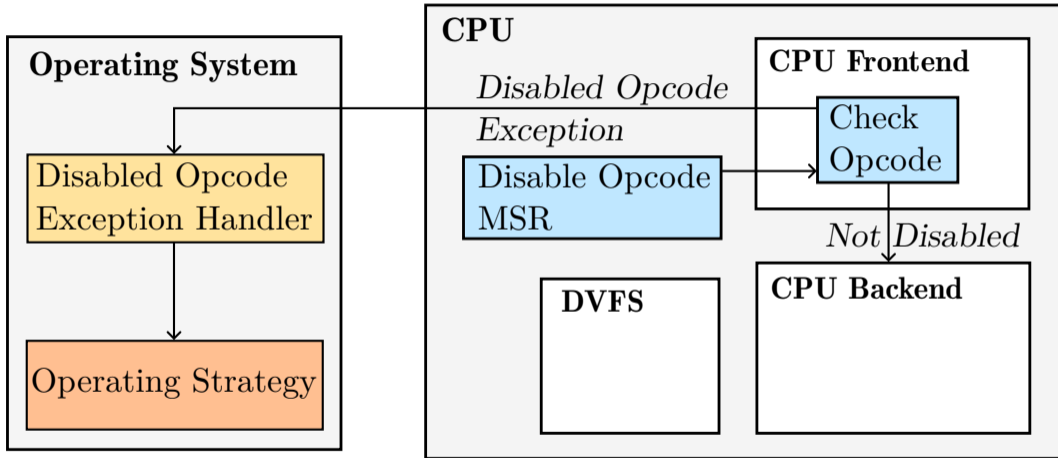 Operating System
Disabled Opcode
Exception Handler
Operating Strategy
CPU
Disabled Opcode
Exception
Disable Opcode
MSR
CPU Frontend
Check
Opcode
Not Disabled
DVFS
CPU Backend